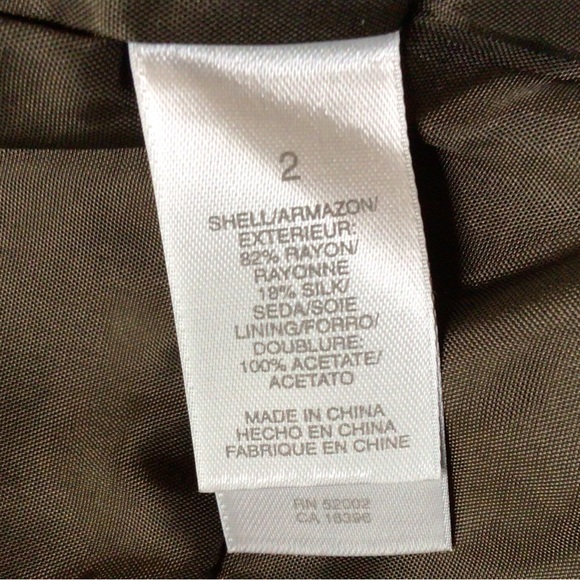 2
SHELL/ARMAZON/
EXTERIEUR:
82% RAYON/
RAYONNE
18% SILK/
SEDA/SOIE
LINING/FORRO/
DOUBLURE:
100% ACETATE/
ACETATO
MADE IN CHINA
HECHO EN CHINA
FABRIQUE EN CHINE
RN 52002
CA 18396